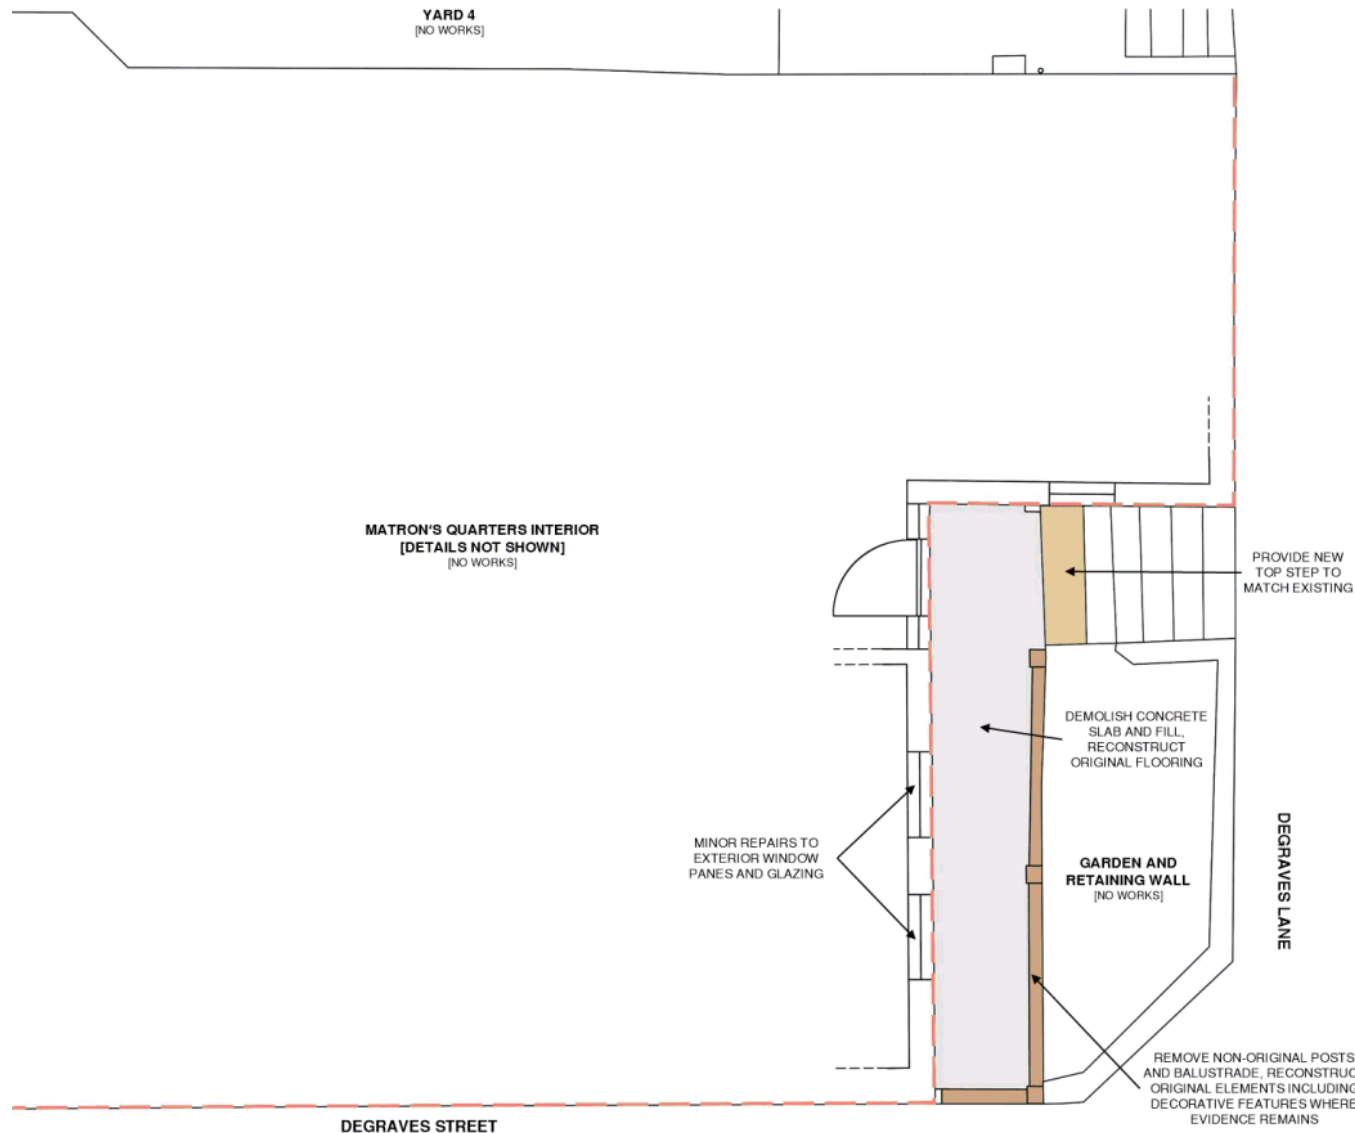 YARD 4
[NO WORKS]
MATRON'S QUARTERS INTERIOR
[DETAILS NOT SHOWN]
[NO WORKS]
PROVIDE NEW
TOP STEP TO
MATCH EXISTING
DEMOLISH CONCRETE
SLAB AND FILL,
RECONSTRUCT
ORIGINAL FLOORING
MINOR REPAIRS TO
EXTERIOR WINDOW
PANES AND GLAZING
GARDEN AND
RETAINING WALL
[NO WORKS]
DEGRAVES LANE
REMOVE NON-ORIGINAL POSTS
AND BALUSTRADE, RECONSTRUC
ORIGINAL ELEMENTS INCLUDING
DECORATIVE FEATURES WHERE
EVIDENCE REMAINS
DEGRAVES STREET